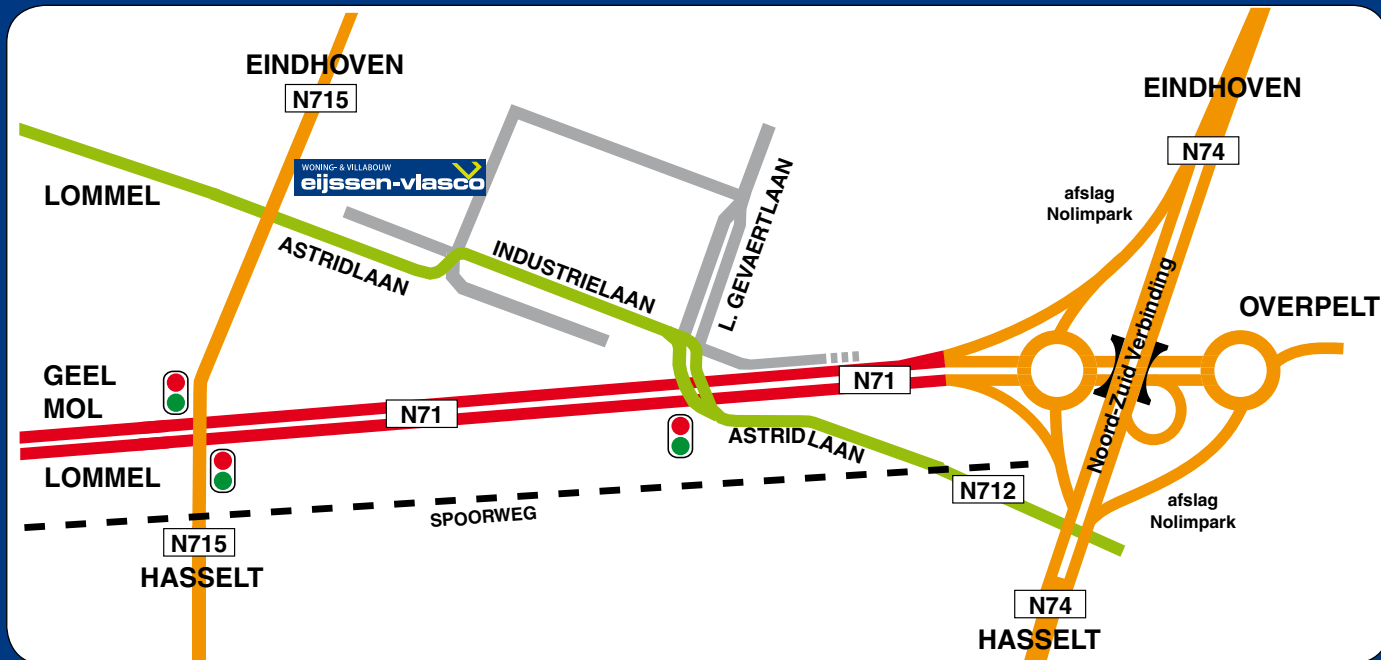 EINDHOVEN
N715
EINDHOVEN
N74
WONING- & VILLABOUW
eijssen-vlasco
LOMMEL
afslag
Nolimpark
ASTRIDLAAN
INDUSTRIELAAN
L. GEVAERTLAAN
Noord-Zuid Verbinding
OVERPELT
GEEL
MOL
N71
N71
LOMMEL
ASTRIDLAAN
N712
SPOORWEG
afslag
Nolimpark
N715
HASSELT
N74
HASSELT